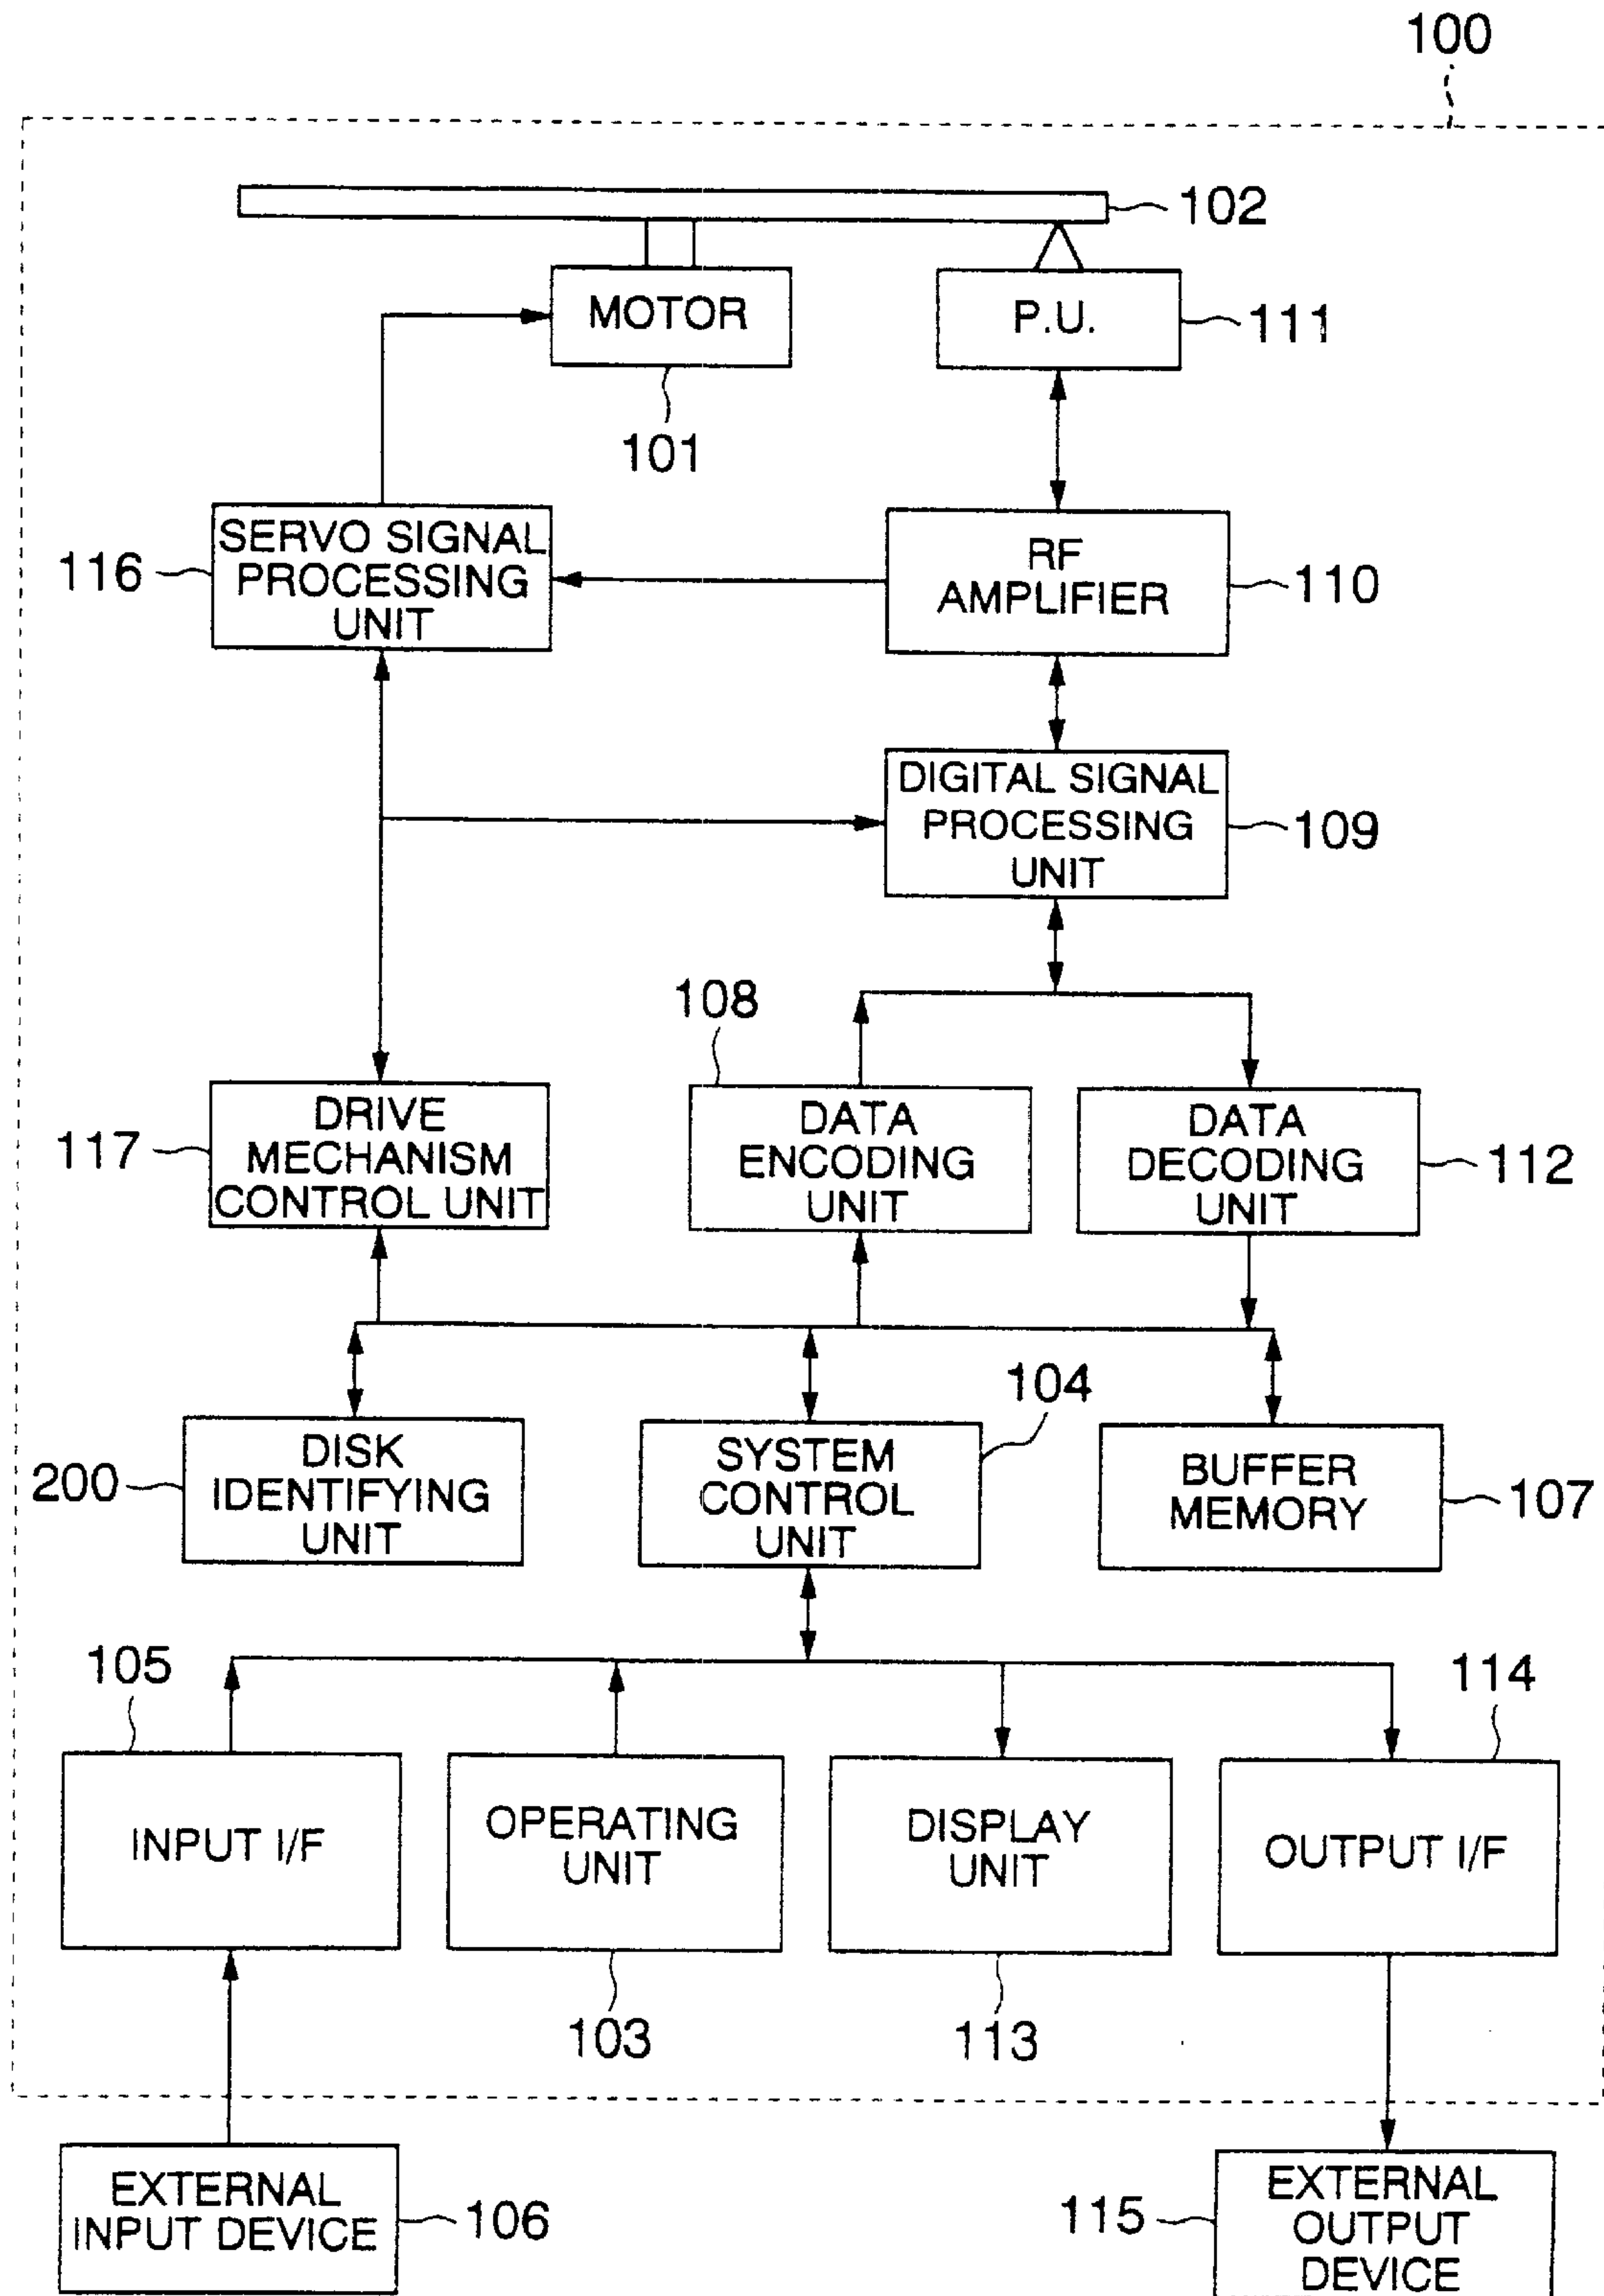 100
102
MOTOR
P.U.
111
101
SERVO SIGNAL
PROCESSING
UNIT
116
RF
AMPLIFIER
110
DIGITAL SIGNAL
PROCESSING
UNIT
109
108
DRIVE
MECHANISM
CONTROL UNIT
117
DATA
ENCODING
UNIT
DATA
DECODING
UNIT
112
104
DISK
IDENTIFYING
UNIT
200
SYSTEM
CONTROL
UNIT
BUFFER
MEMORY
107
105
114
INPUT I/F
OPERATING
UNIT
DISPLAY
UNIT
OUTPUT I/F
103
113
EXTERNAL
INPUT DEVICE
106
115
EXTERNAL
OUTPUT
DEVICE